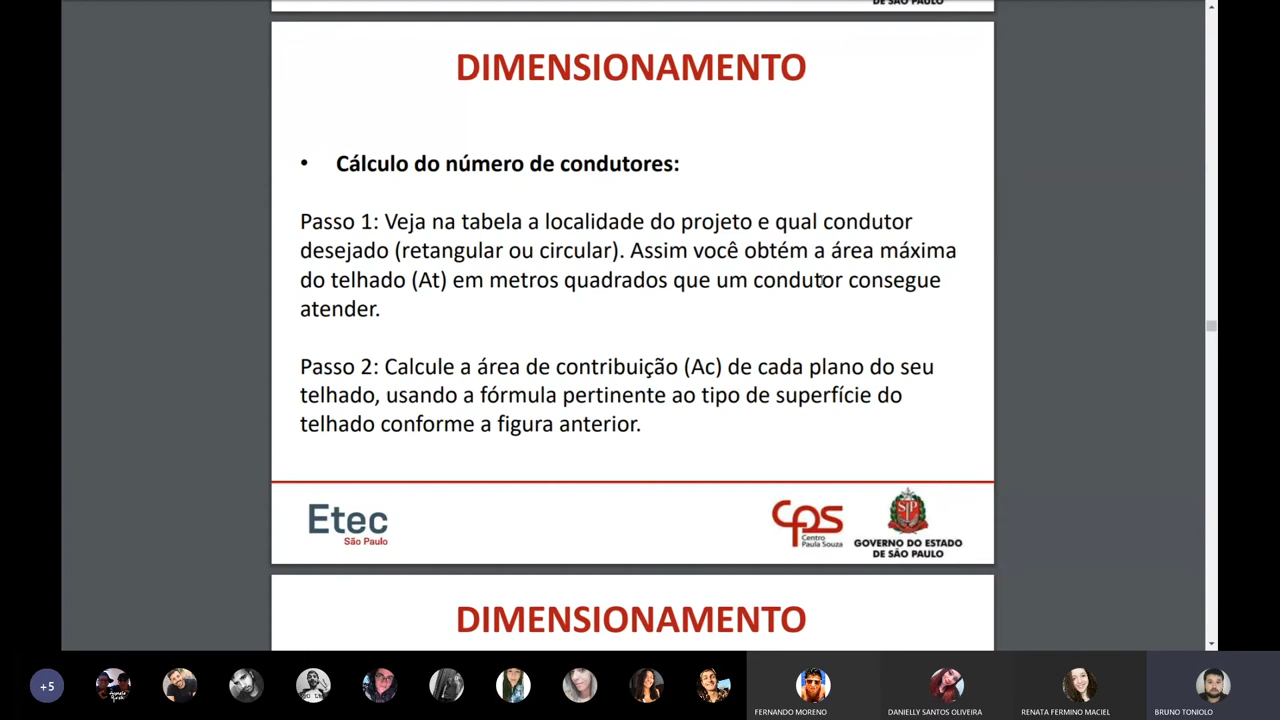 DE SÃO PAULO
DIMENSIONAMENTO
• Cálculo do número de condutores:
Passo 1: Veja na tabela a localidade do projeto e qual condutor
desejado (retangular ou circular). Assim você obtém a área máxima
do telhado (At) em metros quadrados que um condutor consegue
atender.
Passo 2: Calcule a área de contribuição (Ac) de cada plano do seu
telhado, usando a fórmula pertinente ao tipo de superfície do
telhado conforme a figura anterior.
Etec
São Paulo
cps
Centro
Paula Souza
SP
GOVERNO DO ESTADO
DE SÃO PAULO
DIMENSIONAMENTO
+5
FERNANDO MORENO
DANIELLY SANTOS OLIVEIRA
RENATA FERMINO MACIEL
BRUNO TONIOLO